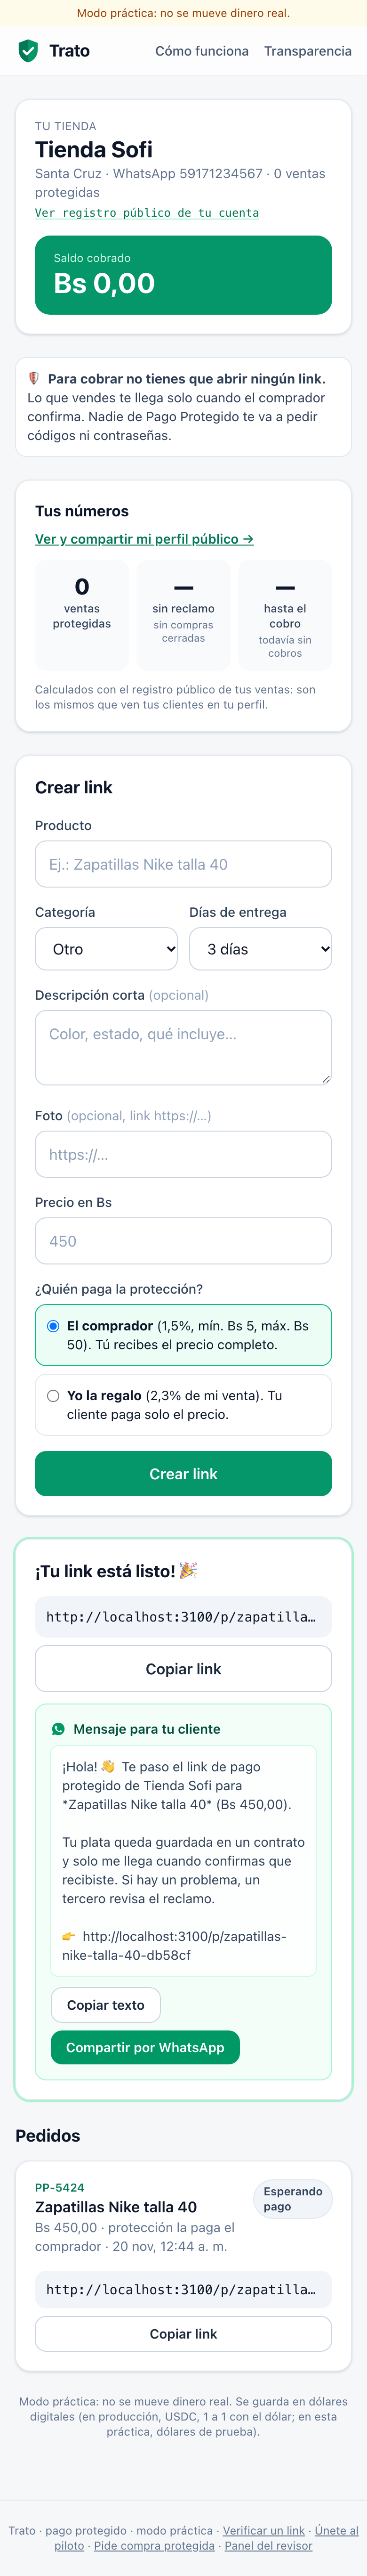 Modo práctica: no se mueve dinero real.
Trato
Cómo funciona
Transparencia
TU TIENDA
Tienda Sofi
Santa Cruz · WhatsApp 59171234567 · 0 ventas
protegidas
Ver registro público de tu cuenta
Saldo cobrado
Bs 0,00
Para cobrar no tienes que abrir ningún link.
Lo que vendes te llega solo cuando el comprador
confirma. Nadie de Pago Protegido te va a pedir
códigos ni contraseñas.
Tus números
Ver y compartir mi perfil público →
0
ventas
protegidas
—
sin reclamo
sin compras
cerradas
—
hasta el
cobro
todavía sin
cobros
Calculados con el registro público de tus ventas: son
los mismos que ven tus clientes en tu perfil.
Crear link
Producto
Ej.: Zapatillas Nike talla 40
Categoría
Días de entrega
Otro
3 días
Descripción corta (opcional)
Color, estado, qué incluye...
Foto (opcional, link https://...)
https://...
Precio en Bs
450
¿Quién paga la protección?
El comprador (1,5%, mín. Bs 5, máx. Bs
50). Tú recibes el precio completo.
Yo la regalo (2,3% de mi venta). Tu
cliente paga solo el precio.
Crear link
¡Tu link está listo! 🎉
http://localhost:3100/p/zapatilla…
Copiar link
Mensaje para tu cliente
¡Hola! 👋 Te paso el link de pago
protegido de Tienda Sofi para
*Zapatillas Nike talla 40* (Bs 450,00).
Tu plata queda guardada en un contrato
y solo me llega cuando confirmas que
recibiste. Si hay un problema, un
tercero revisa el reclamo.
👉 http://localhost:3100/p/zapatillas-
nike-talla-40-db58cf
Copiar texto
Compartir por WhatsApp
Pedidos
PP-5424
Esperando
pago
Zapatillas Nike talla 40
Bs 450,00 · protección la paga el
comprador · 20 nov, 12:44 a. m.
http://localhost:3100/p/zapatilla…
Copiar link
Modo práctica: no se mueve dinero real. Se guarda en dólares
digitales (en producción, USDC, 1 a 1 con el dólar; en esta
práctica, dólares de prueba).
Trato · pago protegido · modo práctica · Verificar un link · Únete al
piloto · Pide compra protegida · Panel del revisor